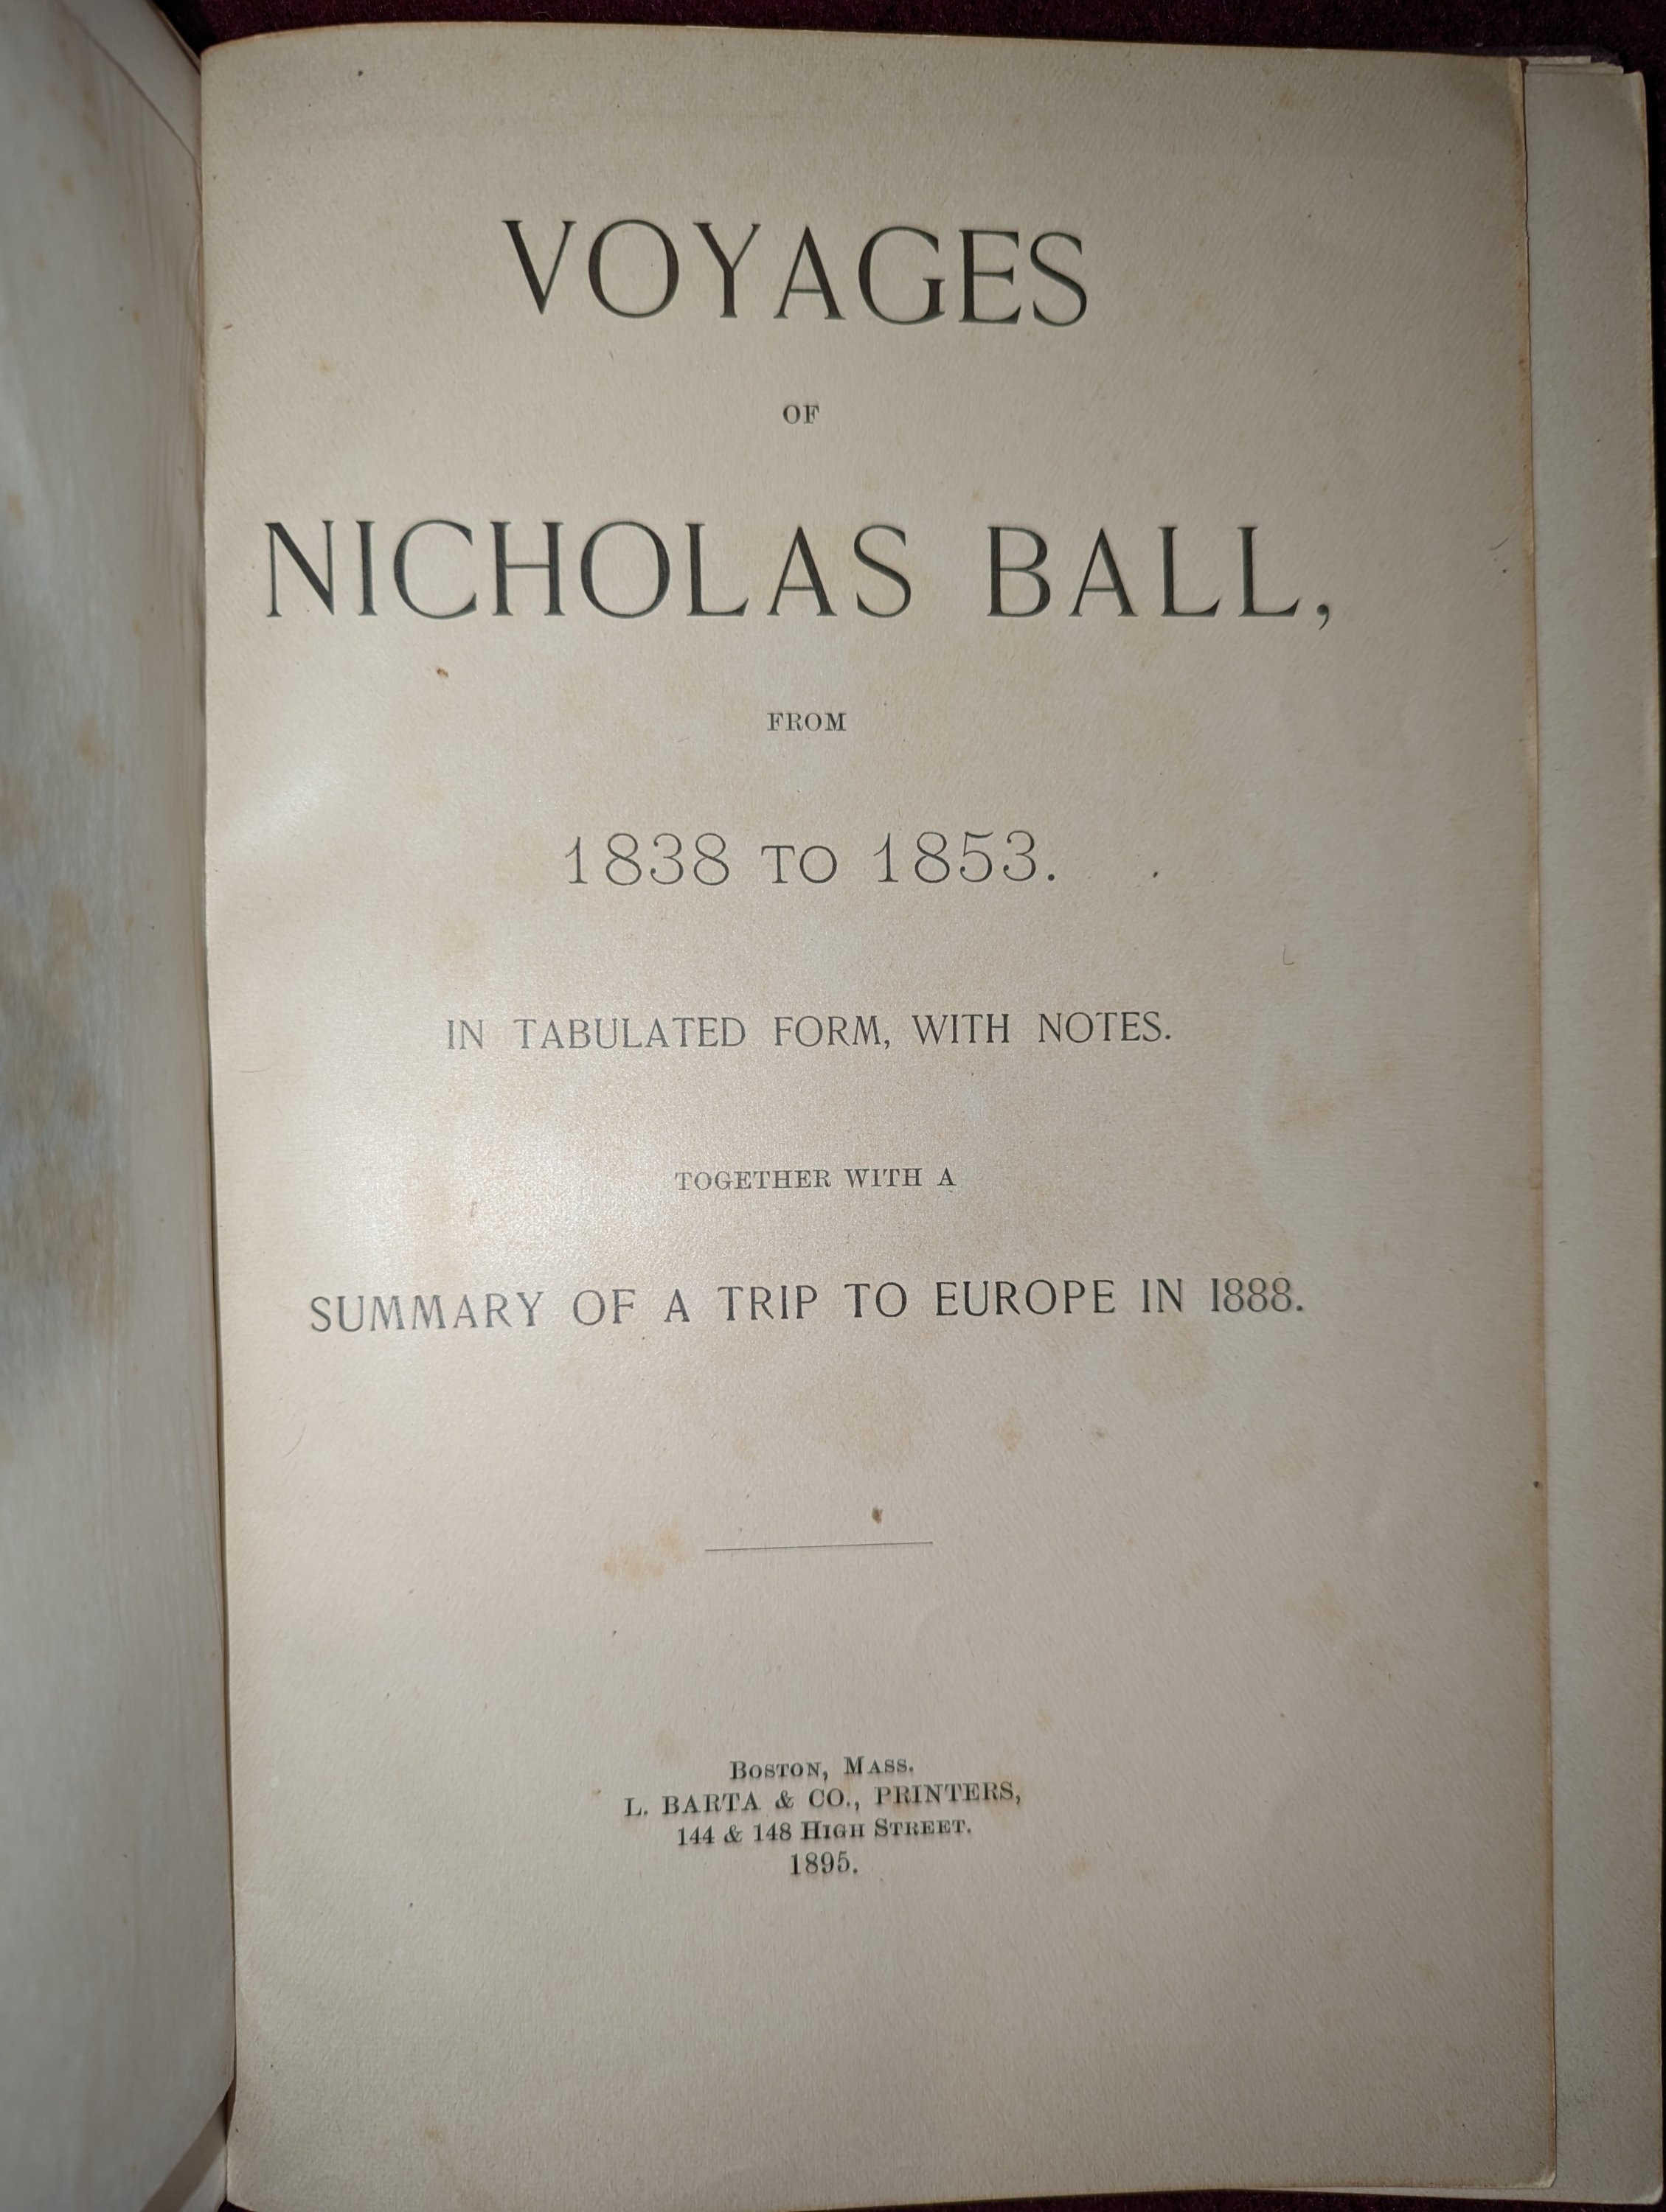 VOYAGES
OF
NICHOLAS BALL,
FROM
1838 TO 1853.
IN TABULATED FORM, WITH NOTES.
TOGETHER WITH A
SUMMARY OF A TRIP TO EUROPE IN 1888.
BOSTON, MASS.
L. BARTA & CO., PRINTERS,
144 & 148 HIGH STREET.
1895.